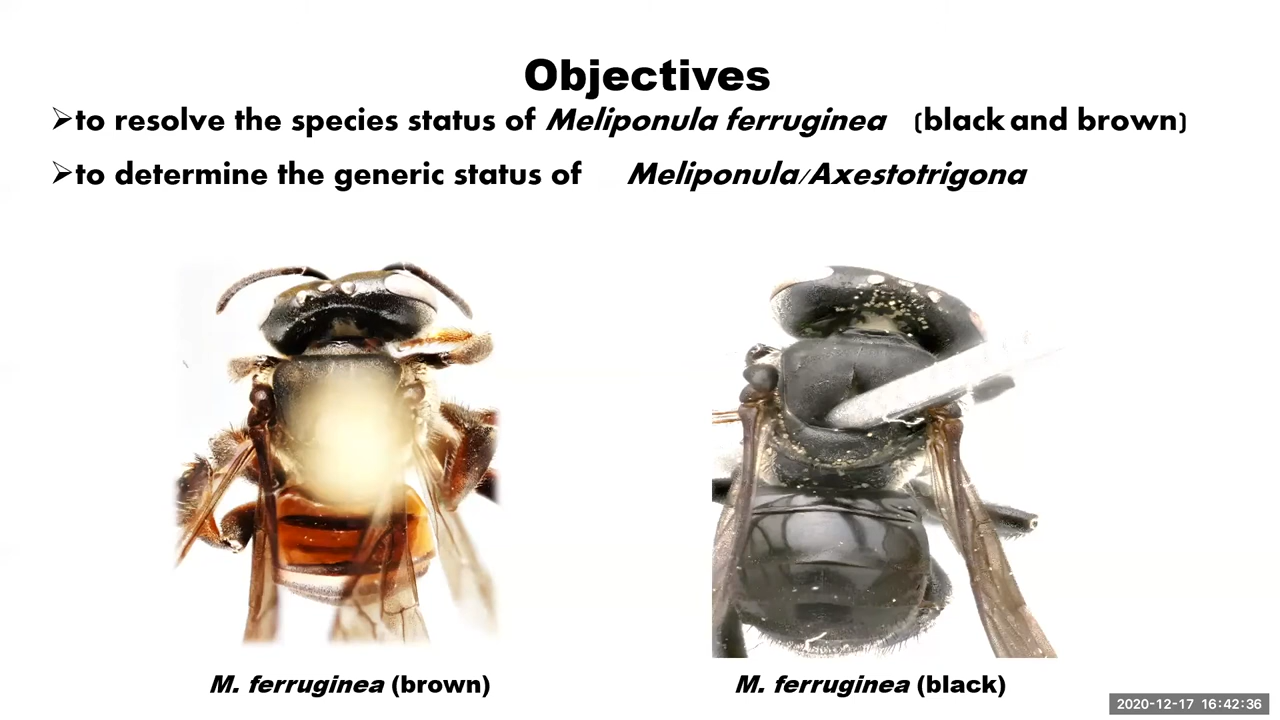 Objectives
➢to resolve the species status of Meliponula ferruginea (black and brown)
➢to determine the generic status of Meliponula/Axestotrigona
M. ferruginea (brown)
M. ferruginea (black)
2020-12-17 16:42:36